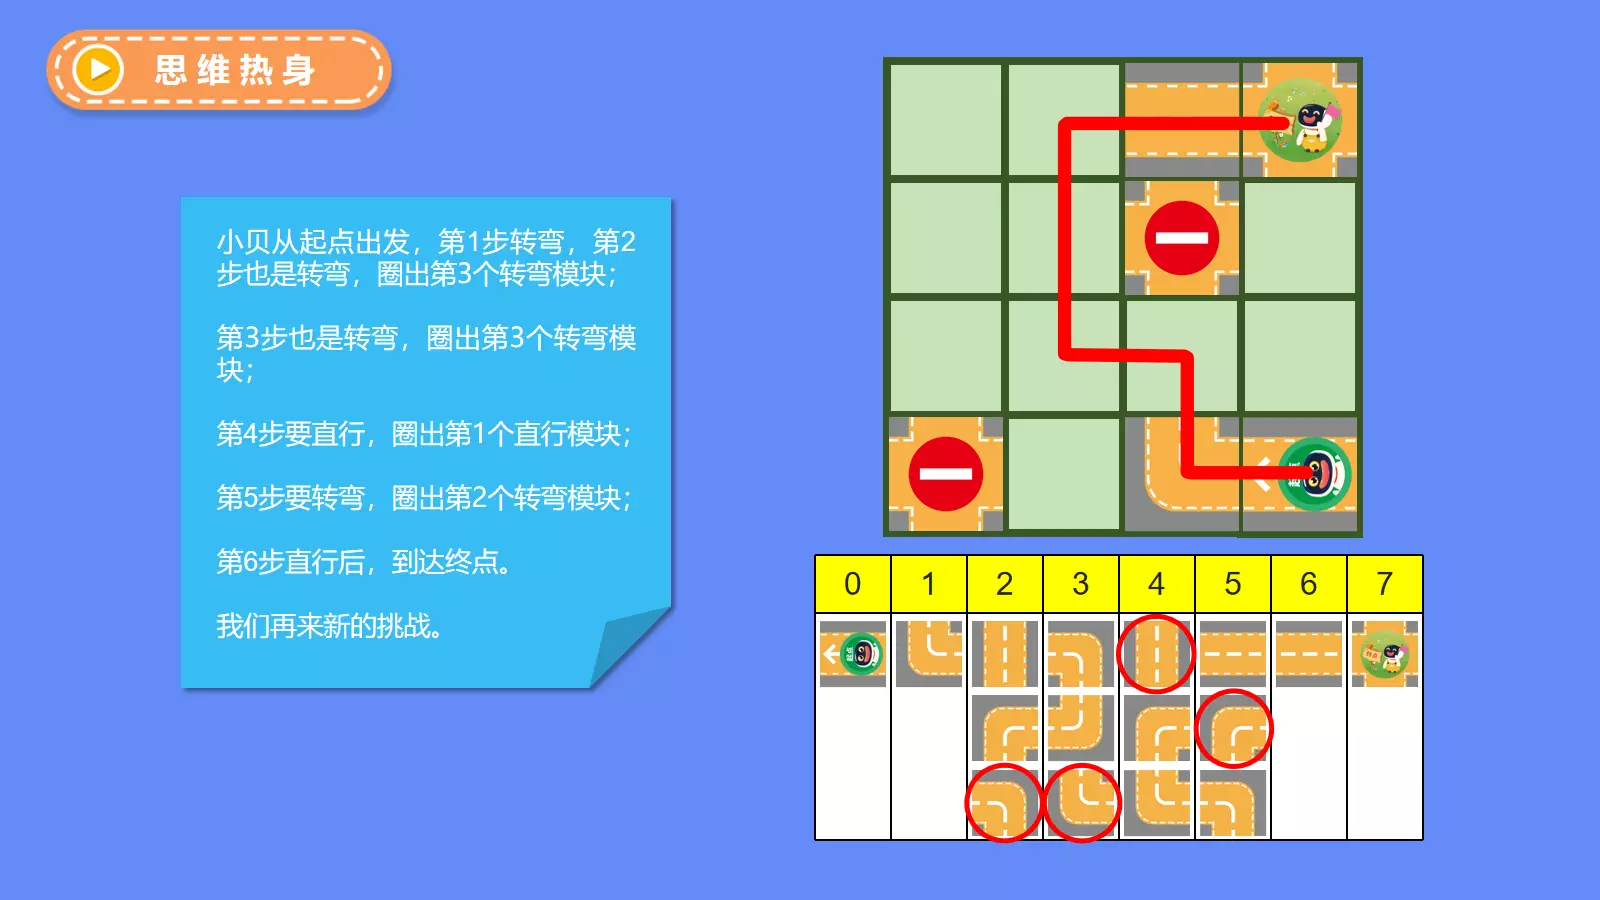 思维热身
小贝从起点出发，第1步转弯，第2
步也是转弯，圈出第3个转弯模块；
第3步也是转弯，圈出第3个转弯模
块；
第4步要直行，圈出第1个直行模块；
第5步要转弯，圈出第2个转弯模块；
第6步直行后，到达终点。
我们再来新的挑战。
0 1 2 3 4 5 6 7
起点